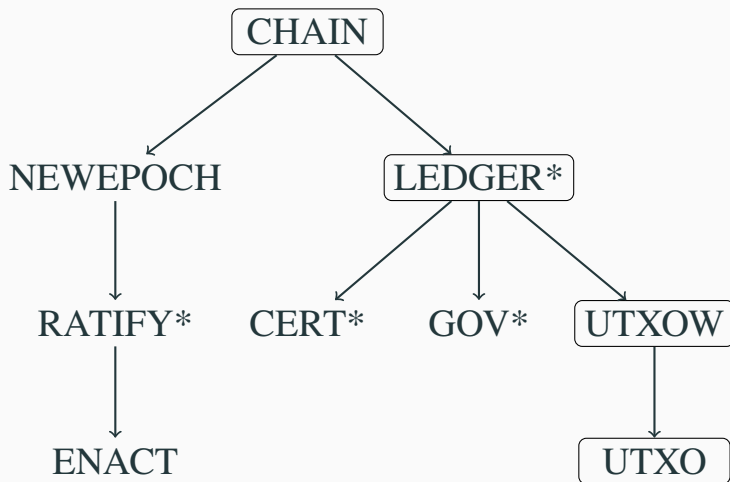 CHAIN
NEWEPOCH LEDGER*
RATIFY* CERT* GOV* UTXOW
ENACT UTXO